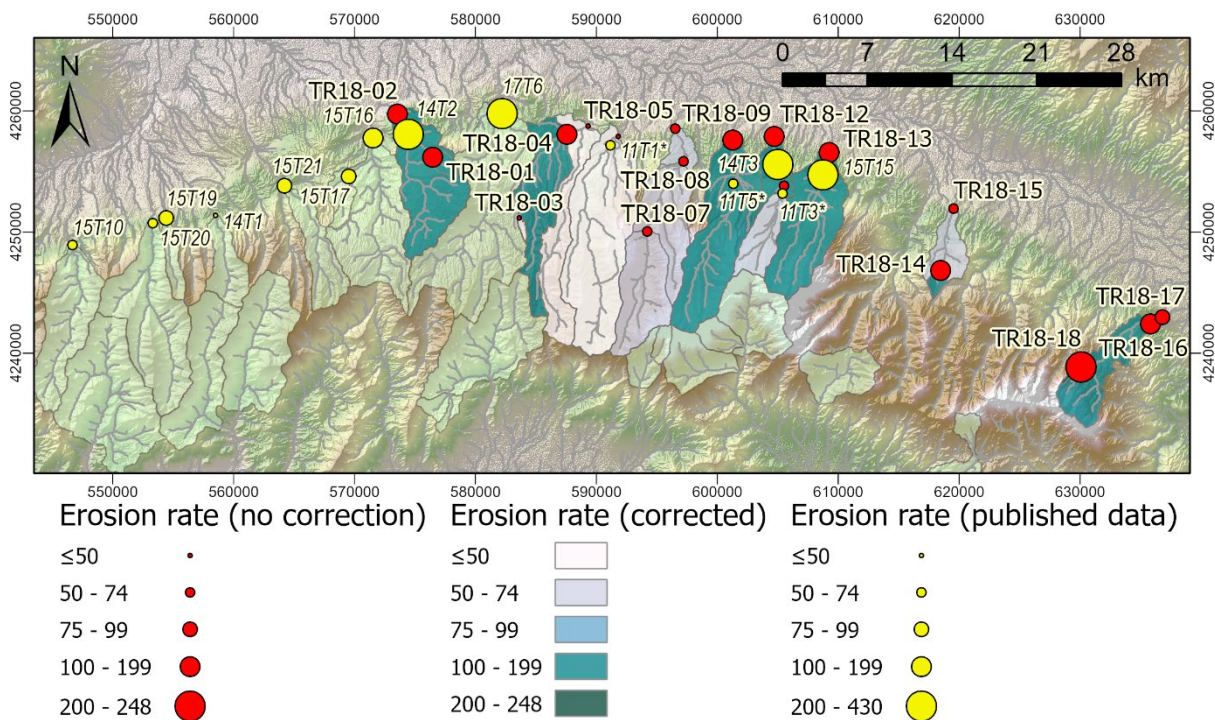 550000 560000 570000 580000 590000 600000 610000 620000 630000
N
0 7 14 21 28
km
4260000 4260000
4250000 4250000
4240000 4240000
TR18-02
15T16
14T2
17T6
TR18-05
TR18-09
TR18-12
TR18-13
TR18-04
11T1*
14T3
15T15
TR18-01
15T21
15T17
TR18-08
TR18-03
11T5*
11T3*
TR18-15
15T19
14T1
15T10
15T20
TR18-07
TR18-14
TR18-17
TR18-18
TR18-16
550000 560000 570000 580000 590000 600000 610000 620000 630000
Erosion rate (no correction)
≤50
50 - 74
75 - 99
100 - 199
200 - 248
Erosion rate (corrected)
≤50
50 - 74
75 - 99
100 - 199
200 - 248
Erosion rate (published data)
≤50
50 - 74
75 - 99
100 - 199
200 - 430